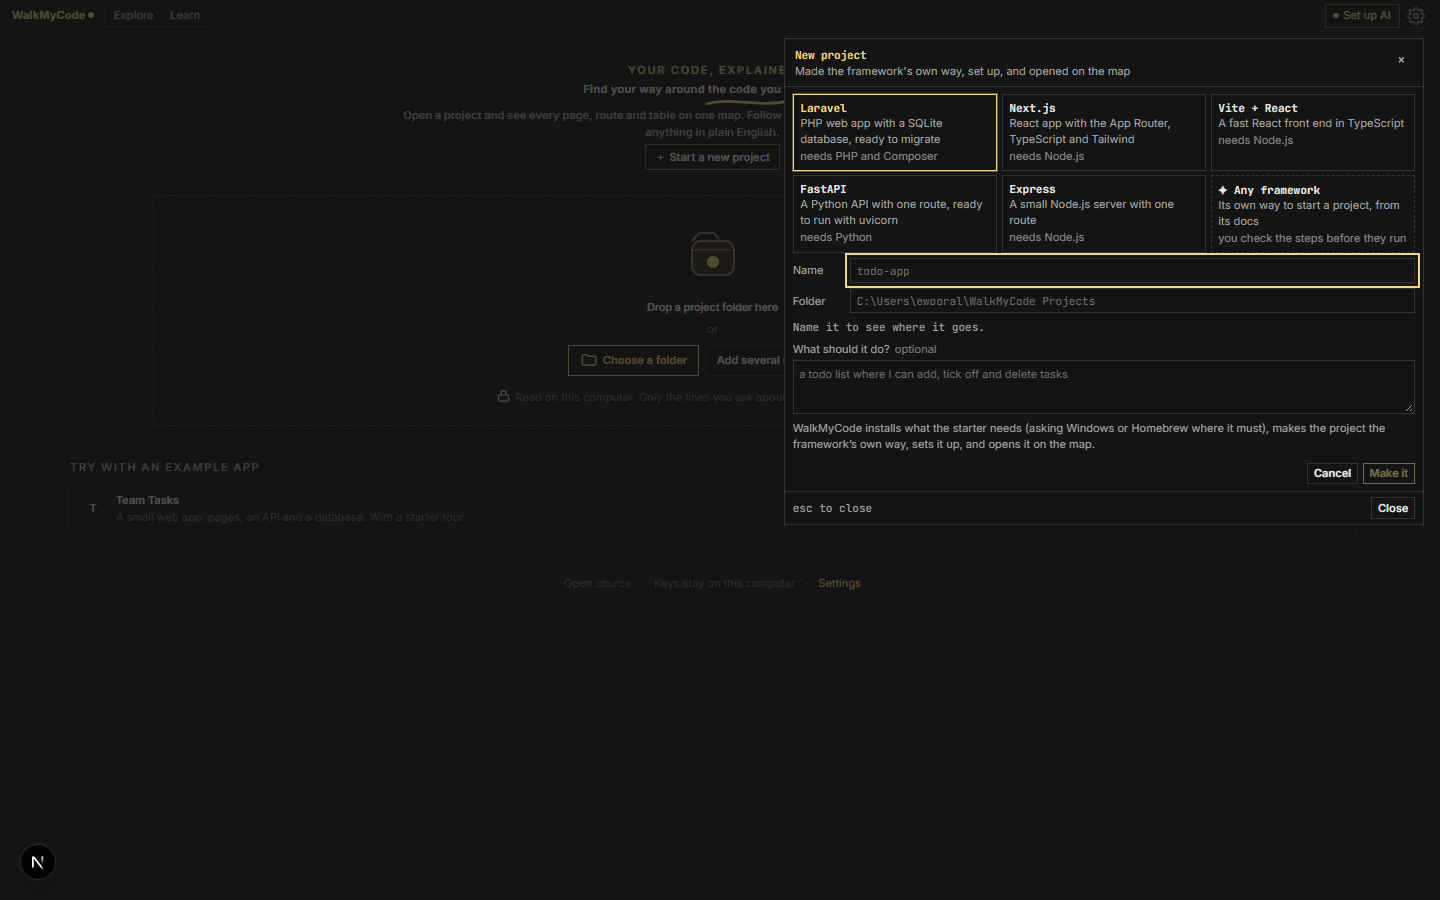 WalkMyCode
Explore
Learn
Set up AI
YOUR CODE, EXPLAINE
Find your way around the code you
Open a project and see every page, route and table on one map. Follow
anything in plain English.
+ Start a new project
Drop a project folder here
or
Choose a folder
Add several
Read on this computer. Only the lines you ask about
TRY WITH AN EXAMPLE APP
T
Team Tasks
A small web app: pages, an API and a database. With a starter tour.
Open source · Keys stay on this computer · Settings
N
New project
Made the framework's own way, set up, and opened on the map
×
Laravel
PHP web app with a SQLite
database, ready to migrate
needs PHP and Composer
Next.js
React app with the App Router,
TypeScript and Tailwind
needs Node.js
Vite + React
A fast React front end in TypeScript
needs Node.js
FastAPI
A Python API with one route, ready
to run with uvicorn
needs Python
Express
A small Node.js server with one
route
needs Node.js
✦ Any framework
Its own way to start a project, from
its docs
you check the steps before they run
Name
todo-app
Folder
C:\Users\ewooral\WalkMyCode Projects
Name it to see where it goes.
What should it do? optional
a todo list where I can add, tick off and delete tasks
WalkMyCode installs what the starter needs (asking Windows or Homebrew where it must), makes the project the
framework’s own way, sets it up, and opens it on the map.
Cancel
Make it
esc to close
Close